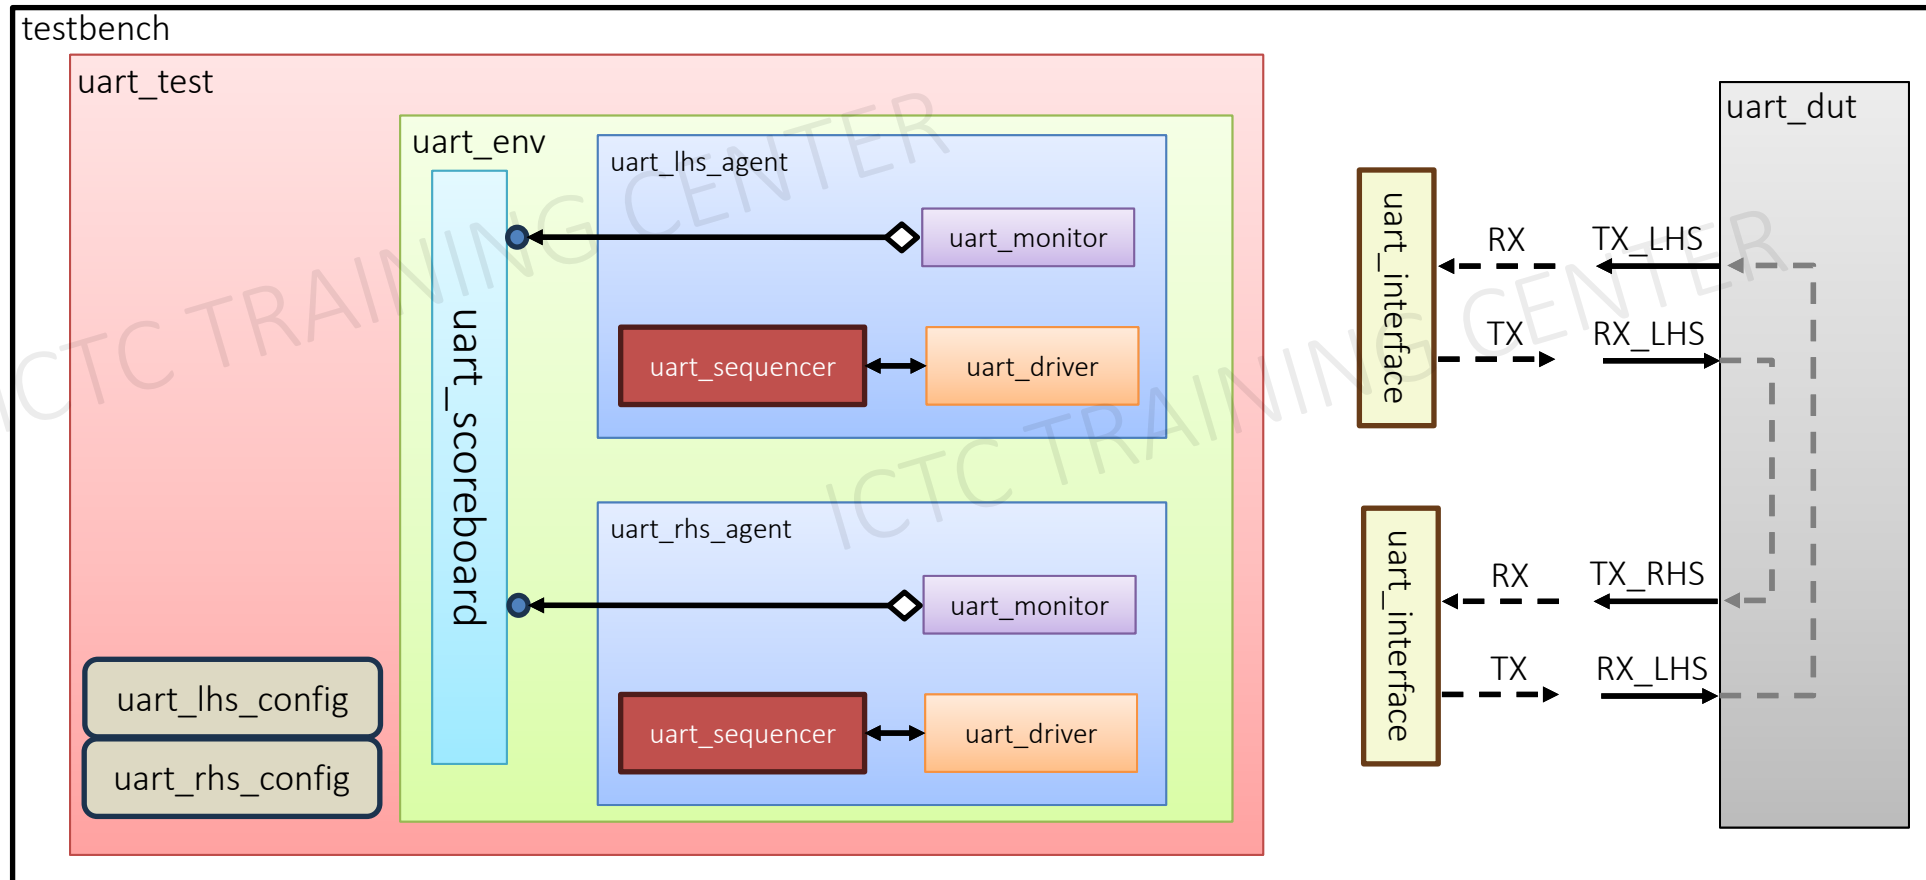 testbench
uart_test
uart_env
uart_scoreboard
uart_lhs_agent
uart_monitor
uart_sequencer
uart_driver
uart_rhs_agent
uart_monitor
uart_sequencer
uart_driver
uart_lhs_config
uart_rhs_config
uart_interface
RX
TX_LHS
TX
RX_LHS
uart_interface
RX
TX_RHS
TX
RX_LHS
uart_dut
ICTC TRAINING CENTER
ICTC TRAINING CENTER